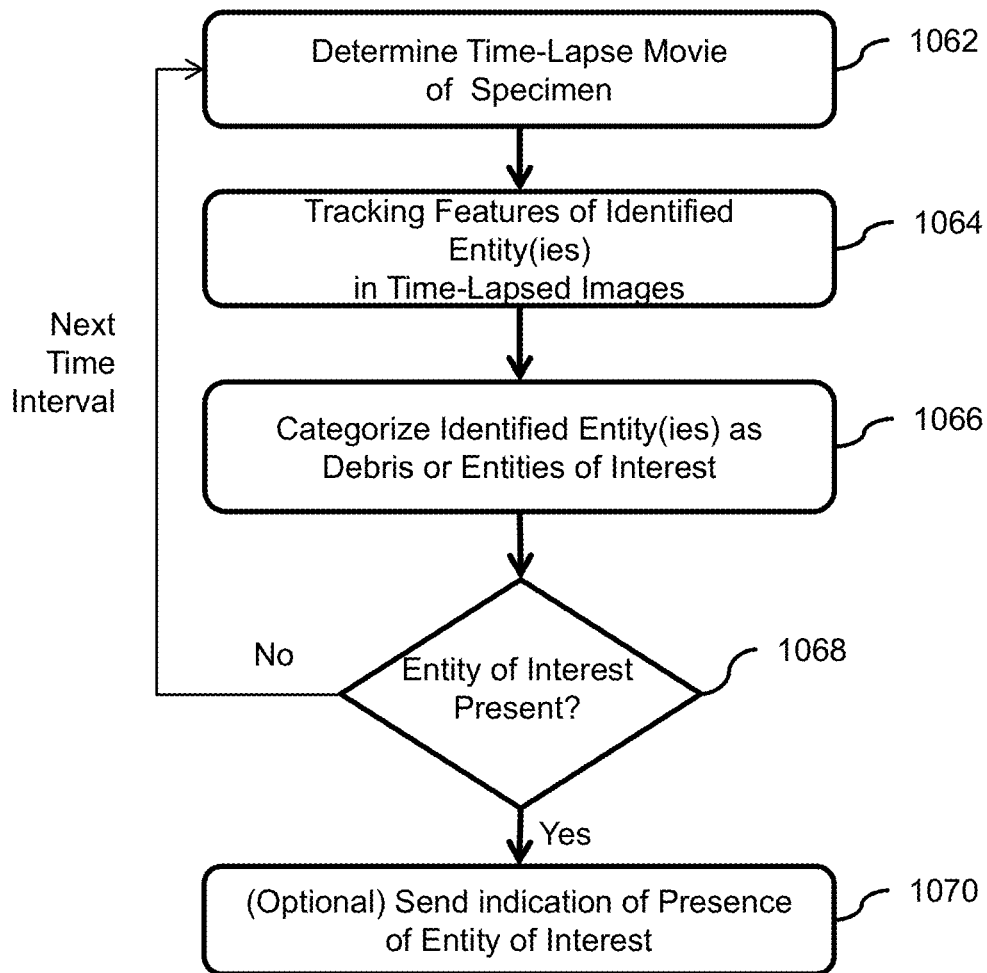 Determine Time-Lapse Movie
of Specimen
1062
Tracking Features of Identified
Entity(ies)
in Time-Lapsed Images
1064
Next
Time
Interval
Categorize Identified Entity(ies) as
Debris or Entities of Interest
1066
No
Entity of Interest
Present?
1068
Yes
(Optional) Send indication of Presence
of Entity of Interest
1070